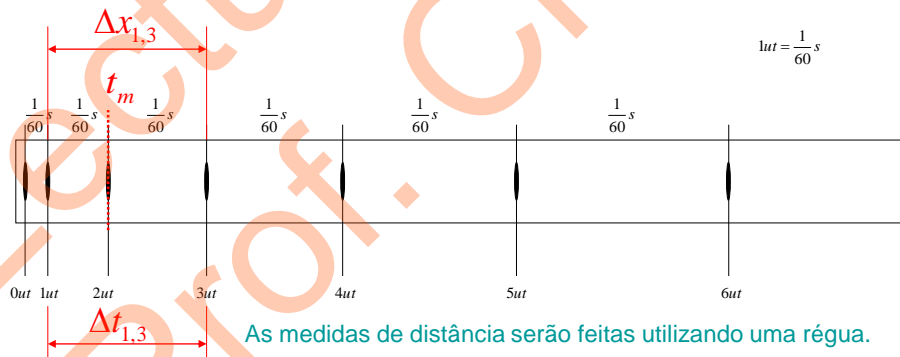 Δx₁,₃
1ut = 1/60 s
t_m
1/60 s 1/60 s 1/60 s 1/60 s 1/60 s 1/60 s
0ut 1ut 2ut 3ut 4ut 5ut 6ut
Δt₁,₃
As medidas de distância serão feitas utilizando uma régua.